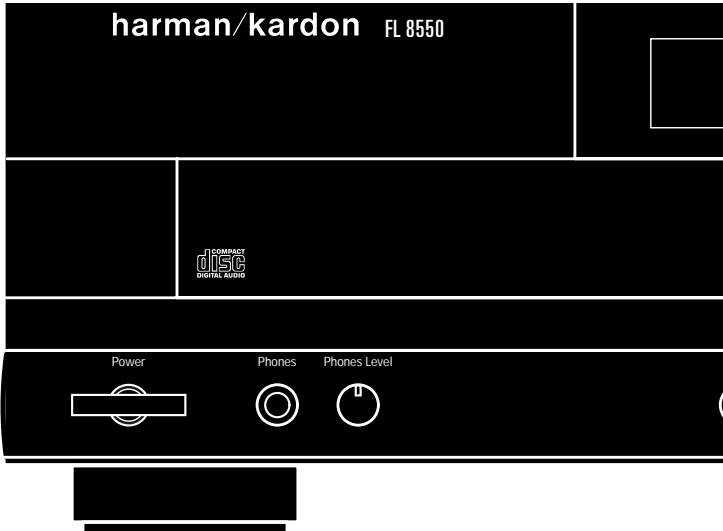 harman/kardon FL 8550
COMPACT
disc
DIGITAL AUDIO
Power Phones Phones Level